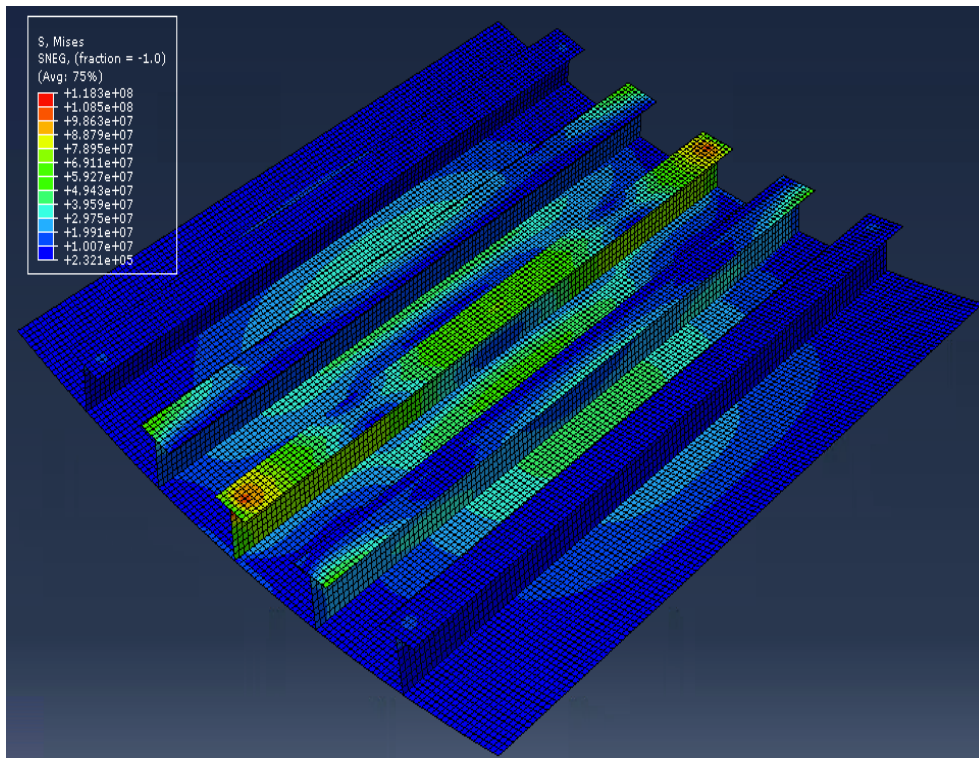 S, Mises
SNEG, (fraction = -1.0)
(Avg: 75%)
+1.183e+08
+1.085e+08
+9.863e+07
+8.879e+07
+7.895e+07
+6.911e+07
+5.927e+07
+4.943e+07
+3.959e+07
+2.975e+07
+1.991e+07
+1.007e+07
+2.321e+05